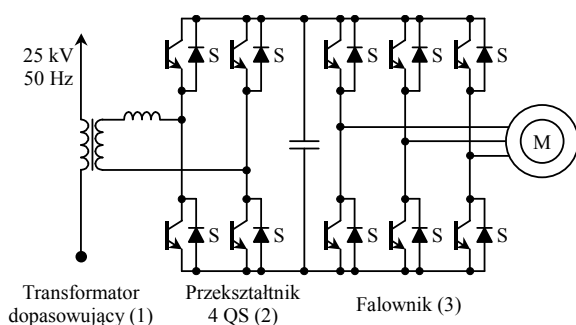 25 kV
50 Hz
S
S
S
S
S
M
S
S
S
S
S
Transformator
dopasowujący (1)
Przekształtnik
4 QS (2)
Falownik (3)